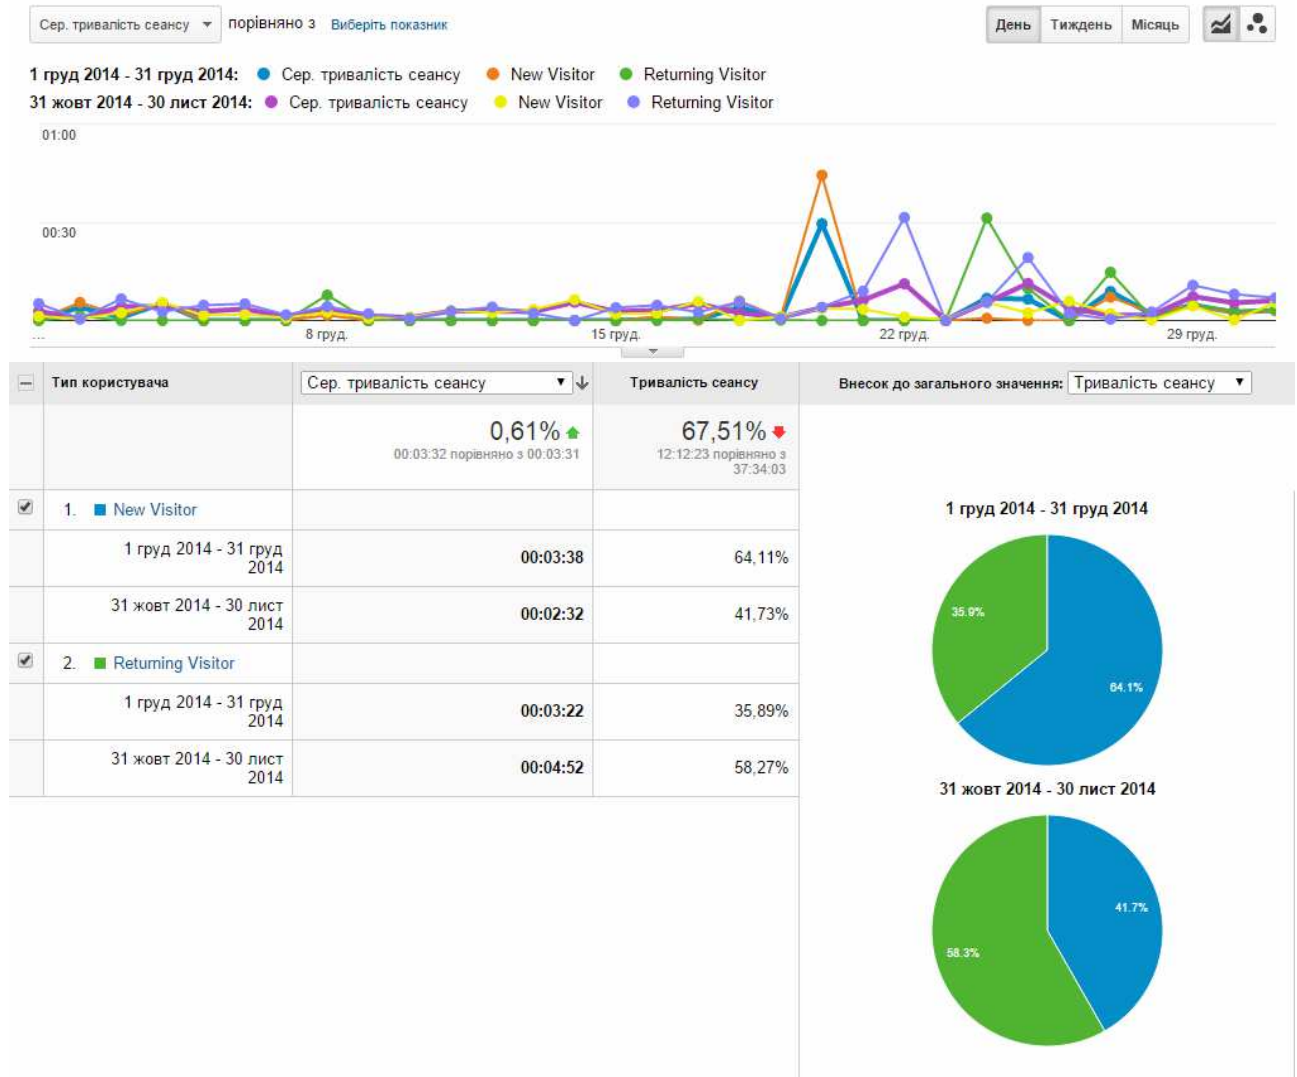 Сер. тривалість сеансу порівняно з Виберіть показник День Тиждень Місяць
1 груд 2014 - 31 груд 2014: Сер. тривалість сеансу New Visitor Returning Visitor
31 жовт 2014 - 30 лист 2014: Сер. тривалість сеансу New Visitor Returning Visitor
01:00
00:30
... 8 груд. 15 груд. 22 груд. 29 груд.
Тип користувача Сер. тривалість сеансу Тривалість сеансу Внесок до загального значення: Тривалість сеансу
0,61% 67,51%
00:03:32 порівняно з 00:03:31 12:12:23 порівняно з
37:34:03
1. New Visitor 1 груд 2014 - 31 груд 2014
1 груд 2014 - 31 груд
2014 00:03:38 64,11%
31 жовт 2014 - 30 лист
2014 00:02:32 41,73%
35.9%
2. Returning Visitor
64.1%
1 груд 2014 - 31 груд
2014 00:03:22 35,89%
31 жовт 2014 - 30 лист
2014 00:04:52 58,27%
31 жовт 2014 - 30 лист 2014
41.7%
58.3%